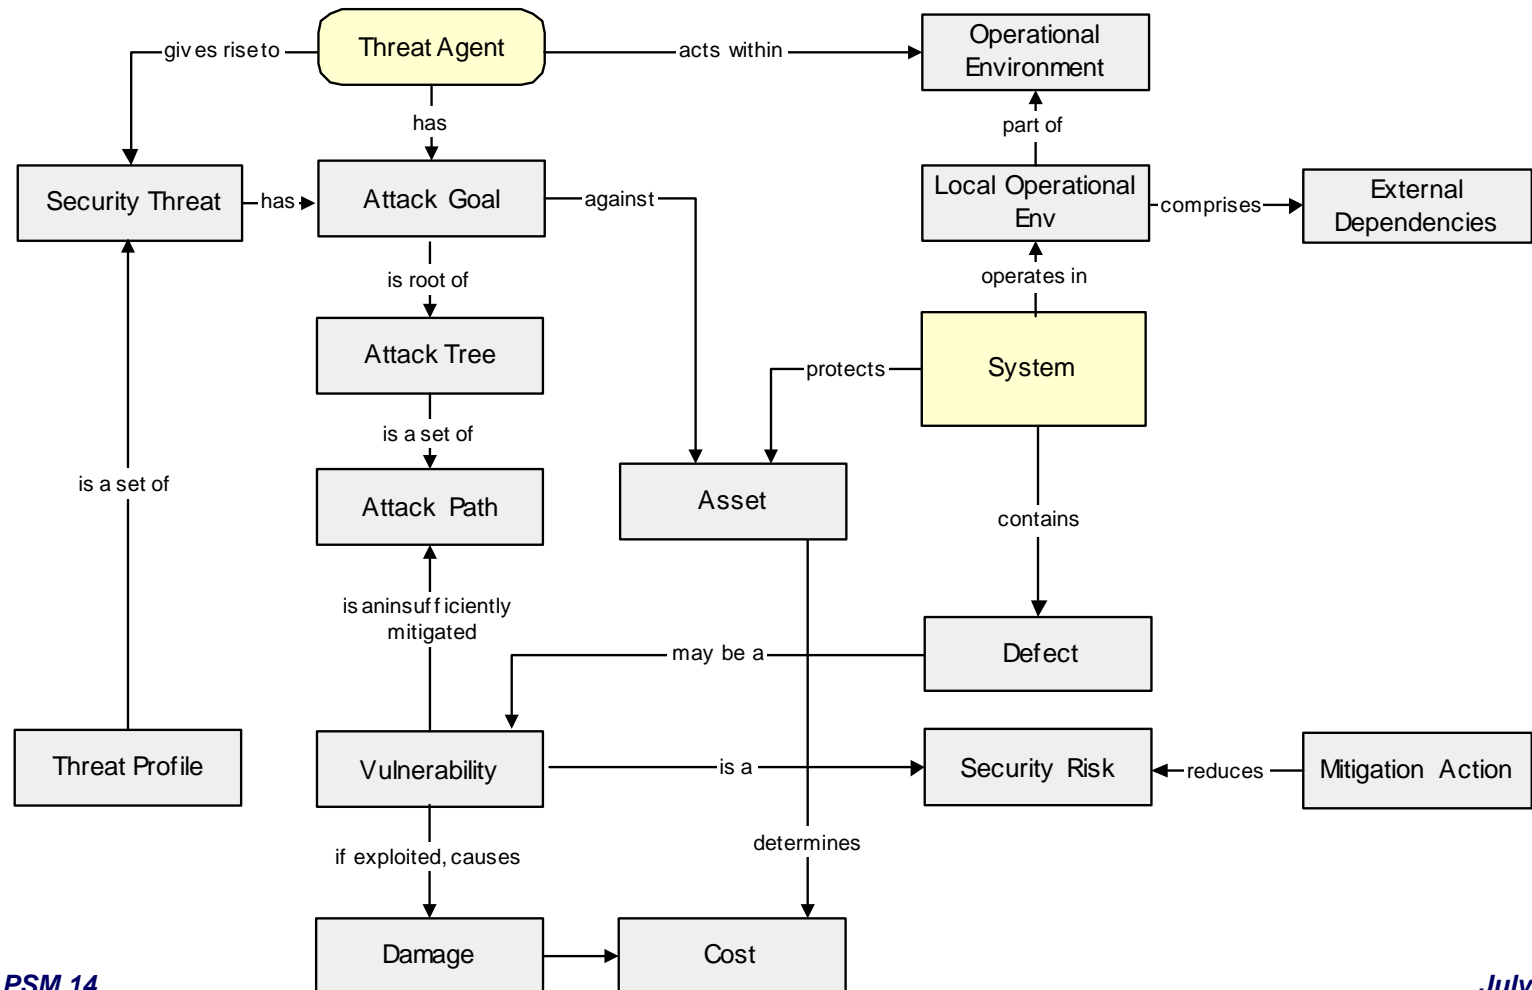 gives rise to
Threat Agent
acts within
Operational
Environment
has
part of
Security Threat
has
Attack Goal
against
Local Operational
Env
comprises
External
Dependencies
is root of
operates in
Attack Tree
protects
System
is a set of
is a set of
Attack Path
Asset
contains
is an insufficiently
mitigated
may be a
Defect
Threat Profile
Vulnerability
is a
Security Risk
reduces
Mitigation Action
if exploited, causes
determines
Damage
Cost
PSM 14
July